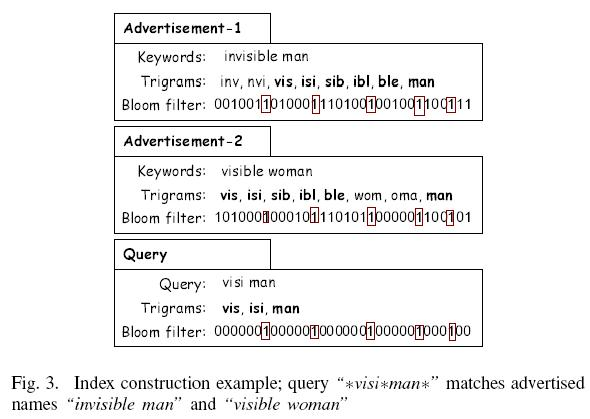 Advertisement-1
Keywords: invisible man
Trigrams: inv, nvi, vis, isi, sib, ibl, ble, man
Bloom filter: 00100110100011101001001001100111
Advertisement-2
Keywords: visible woman
Trigrams: vis, isi, sib, ibl, ble, wom, oma, man
Bloom filter: 10100010001011101011000001100101
Query
Query: visi man
Trigrams: vis, isi, man
Bloom filter: 00000010000010000001000001000100
Fig. 3. Index construction example; query “∗visi∗man∗” matches advertised
names “invisible man” and “visible woman”